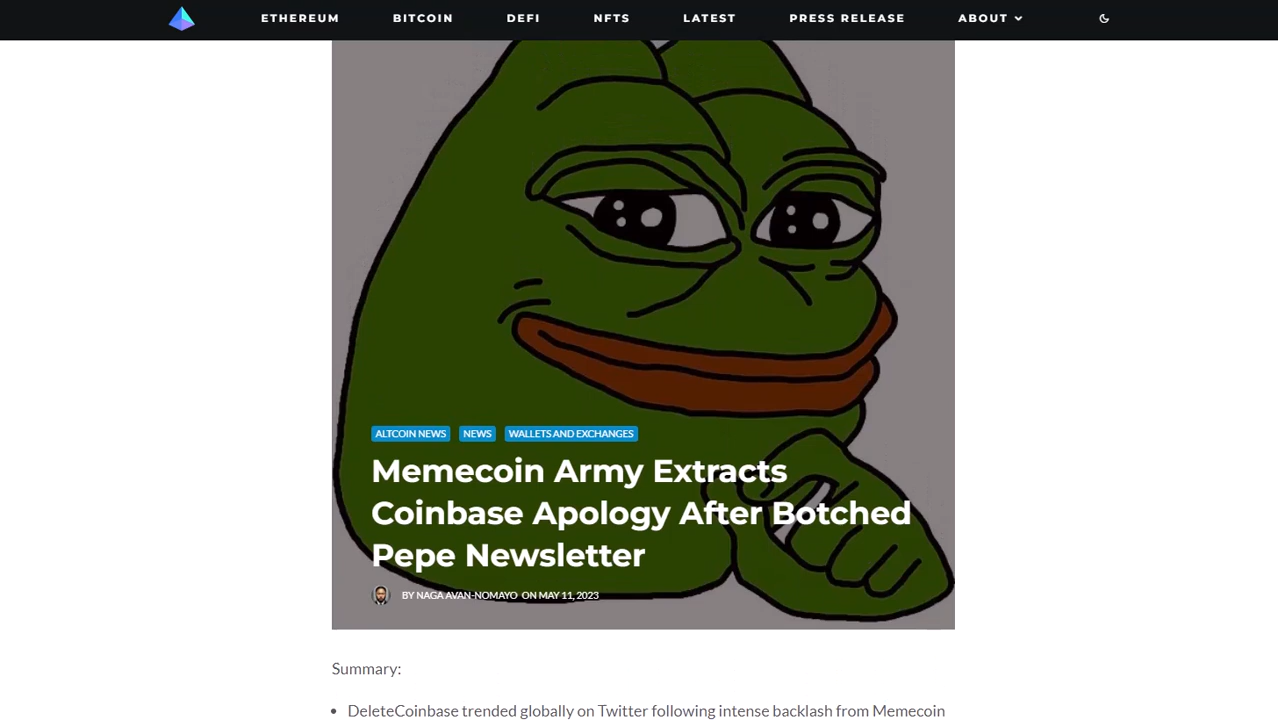 ETHEREUM BITCOIN DEFI NFTS LATEST PRESS RELEASE ABOUT
ALTCOIN NEWS NEWS WALLETS AND EXCHANGES
Memecoin Army Extracts
Coinbase Apology After Botched
Pepe Newsletter
BY NAGA AVAN-NOMAYO ON MAY 11, 2023
Summary:
• DeleteCoinbase trended globally on Twitter following intense backlash from Memecoin